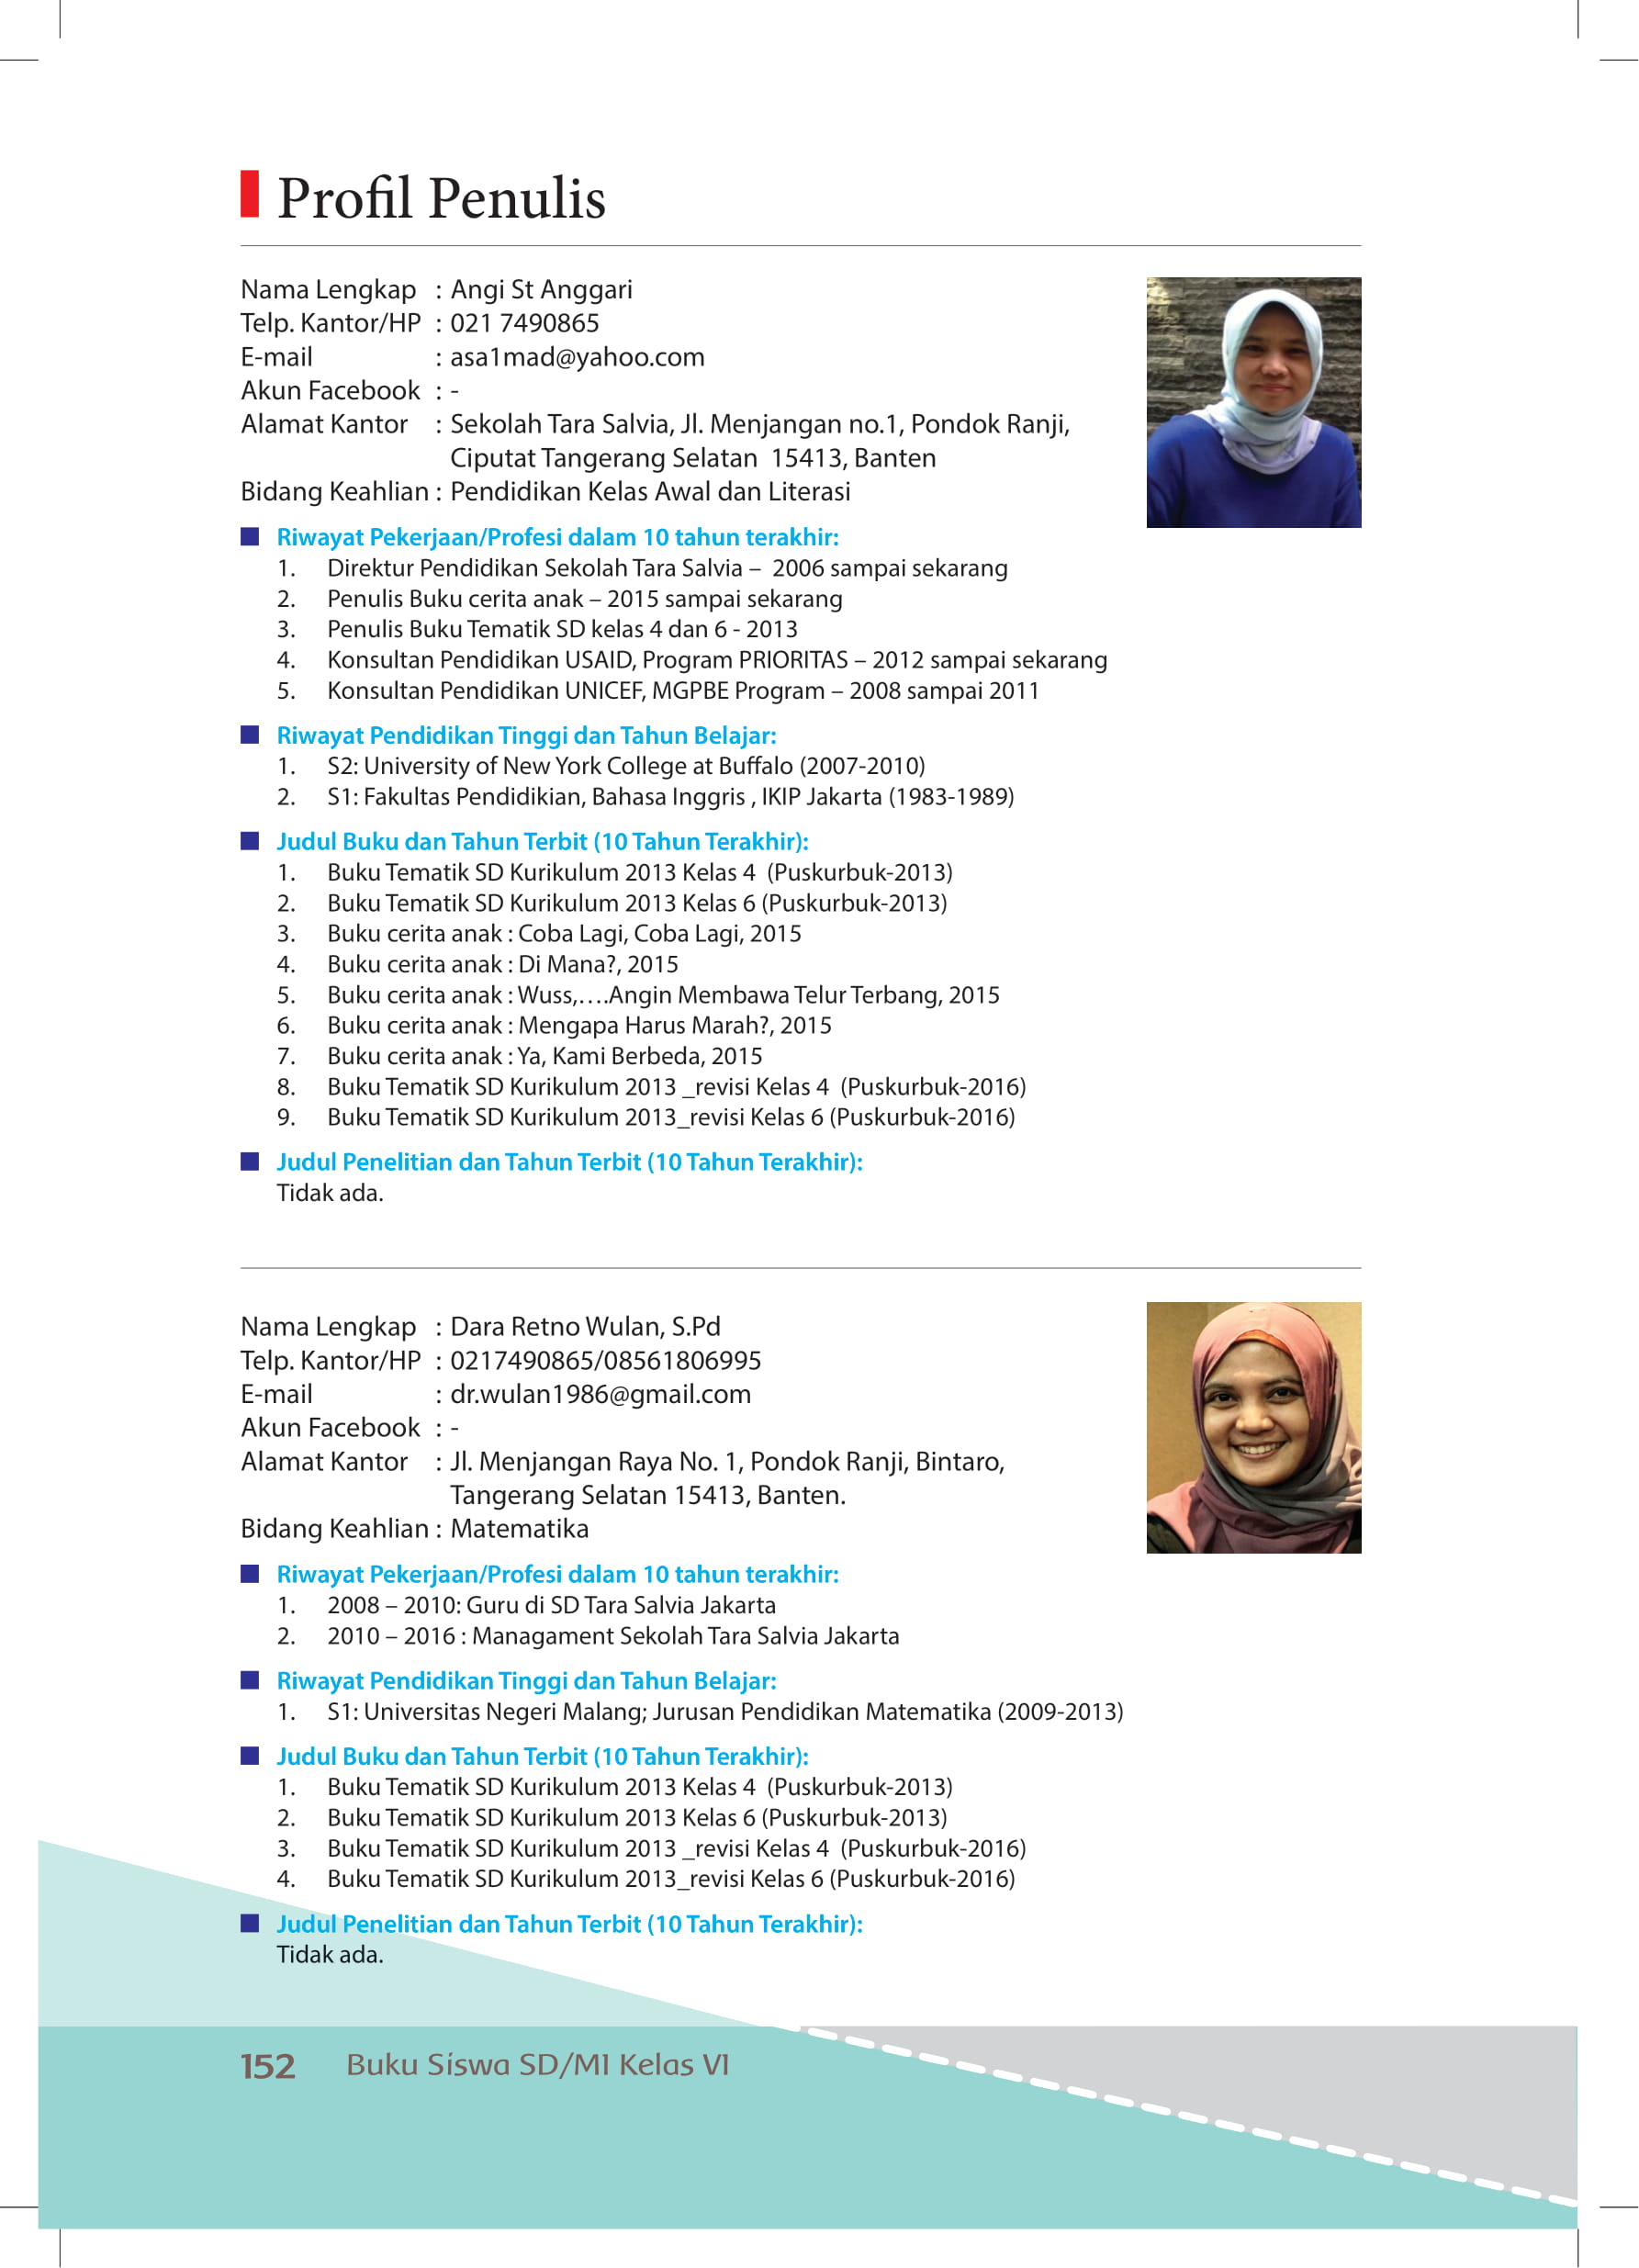 Profil Penulis
Nama Lengkap : Angi St Anggari
Telp. Kantor/HP : 021 7490865
E-mail : asa1mad@yahoo.com
Akun Facebook : -
Alamat Kantor : Sekolah Tara Salvia, Jl. Menjangan no.1, Pondok Ranji,
Ciputat Tangerang Selatan 15413, Banten
Bidang Keahlian : Pendidikan Kelas Awal dan Literasi
Riwayat Pekerjaan/Profesi dalam 10 tahun terakhir:
1. Direktur Pendidikan Sekolah Tara Salvia – 2006 sampai sekarang
2. Penulis Buku cerita anak – 2015 sampai sekarang
3. Penulis Buku Tematik SD kelas 4 dan 6 - 2013
4. Konsultan Pendidikan USAID, Program PRIORITAS – 2012 sampai sekarang
5. Konsultan Pendidikan UNICEF, MGPBE Program – 2008 sampai 2011
Riwayat Pendidikan Tinggi dan Tahun Belajar:
1. S2: University of New York College at Buffalo (2007-2010)
2. S1: Fakultas Pendidikian, Bahasa Inggris , IKIP Jakarta (1983-1989)
Judul Buku dan Tahun Terbit (10 Tahun Terakhir):
1. Buku Tematik SD Kurikulum 2013 Kelas 4 (Puskurbuk-2013)
2. Buku Tematik SD Kurikulum 2013 Kelas 6 (Puskurbuk-2013)
3. Buku cerita anak : Coba Lagi, Coba Lagi, 2015
4. Buku cerita anak : Di Mana?, 2015
5. Buku cerita anak : Wuss,….Angin Membawa Telur Terbang, 2015
6. Buku cerita anak : Mengapa Harus Marah?, 2015
7. Buku cerita anak : Ya, Kami Berbeda, 2015
8. Buku Tematik SD Kurikulum 2013 _revisi Kelas 4 (Puskurbuk-2016)
9. Buku Tematik SD Kurikulum 2013_revisi Kelas 6 (Puskurbuk-2016)
Judul Penelitian dan Tahun Terbit (10 Tahun Terakhir):
Tidak ada.
Nama Lengkap : Dara Retno Wulan, S.Pd
Telp. Kantor/HP : 0217490865/08561806995
E-mail : dr.wulan1986@gmail.com
Akun Facebook : -
Alamat Kantor : Jl. Menjangan Raya No. 1, Pondok Ranji, Bintaro,
Tangerang Selatan 15413, Banten.
Bidang Keahlian : Matematika
Riwayat Pekerjaan/Profesi dalam 10 tahun terakhir:
1. 2008 – 2010: Guru di SD Tara Salvia Jakarta
2. 2010 – 2016 : Managament Sekolah Tara Salvia Jakarta
Riwayat Pendidikan Tinggi dan Tahun Belajar:
1. S1: Universitas Negeri Malang; Jurusan Pendidikan Matematika (2009-2013)
Judul Buku dan Tahun Terbit (10 Tahun Terakhir):
1. Buku Tematik SD Kurikulum 2013 Kelas 4 (Puskurbuk-2013)
2. Buku Tematik SD Kurikulum 2013 Kelas 6 (Puskurbuk-2013)
3. Buku Tematik SD Kurikulum 2013 _revisi Kelas 4 (Puskurbuk-2016)
4. Buku Tematik SD Kurikulum 2013_revisi Kelas 6 (Puskurbuk-2016)
Judul Penelitian dan Tahun Terbit (10 Tahun Terakhir):
Tidak ada.
152 Buku Siswa SD/MI Kelas VI